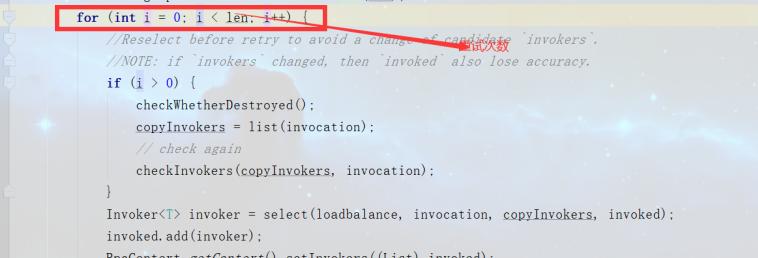 for (int i = 0; i < len; i++) {
重试次数
//Reselect before retry to avoid a change of candidate `invokers`.
//NOTE: if `invokers` changed, then `invoked` also lose accuracy.
if (i > 0) {
checkWhetherDestroyed();
copyInvokers = list(invocation);
// check again
checkInvokers(copyInvokers, invocation);
}
Invoker<T> invoker = select(loadbalance, invocation, copyInvokers, invoked);
invoked.add(invoker);
RpcContext.getContext().setInvokers((List) invoked);